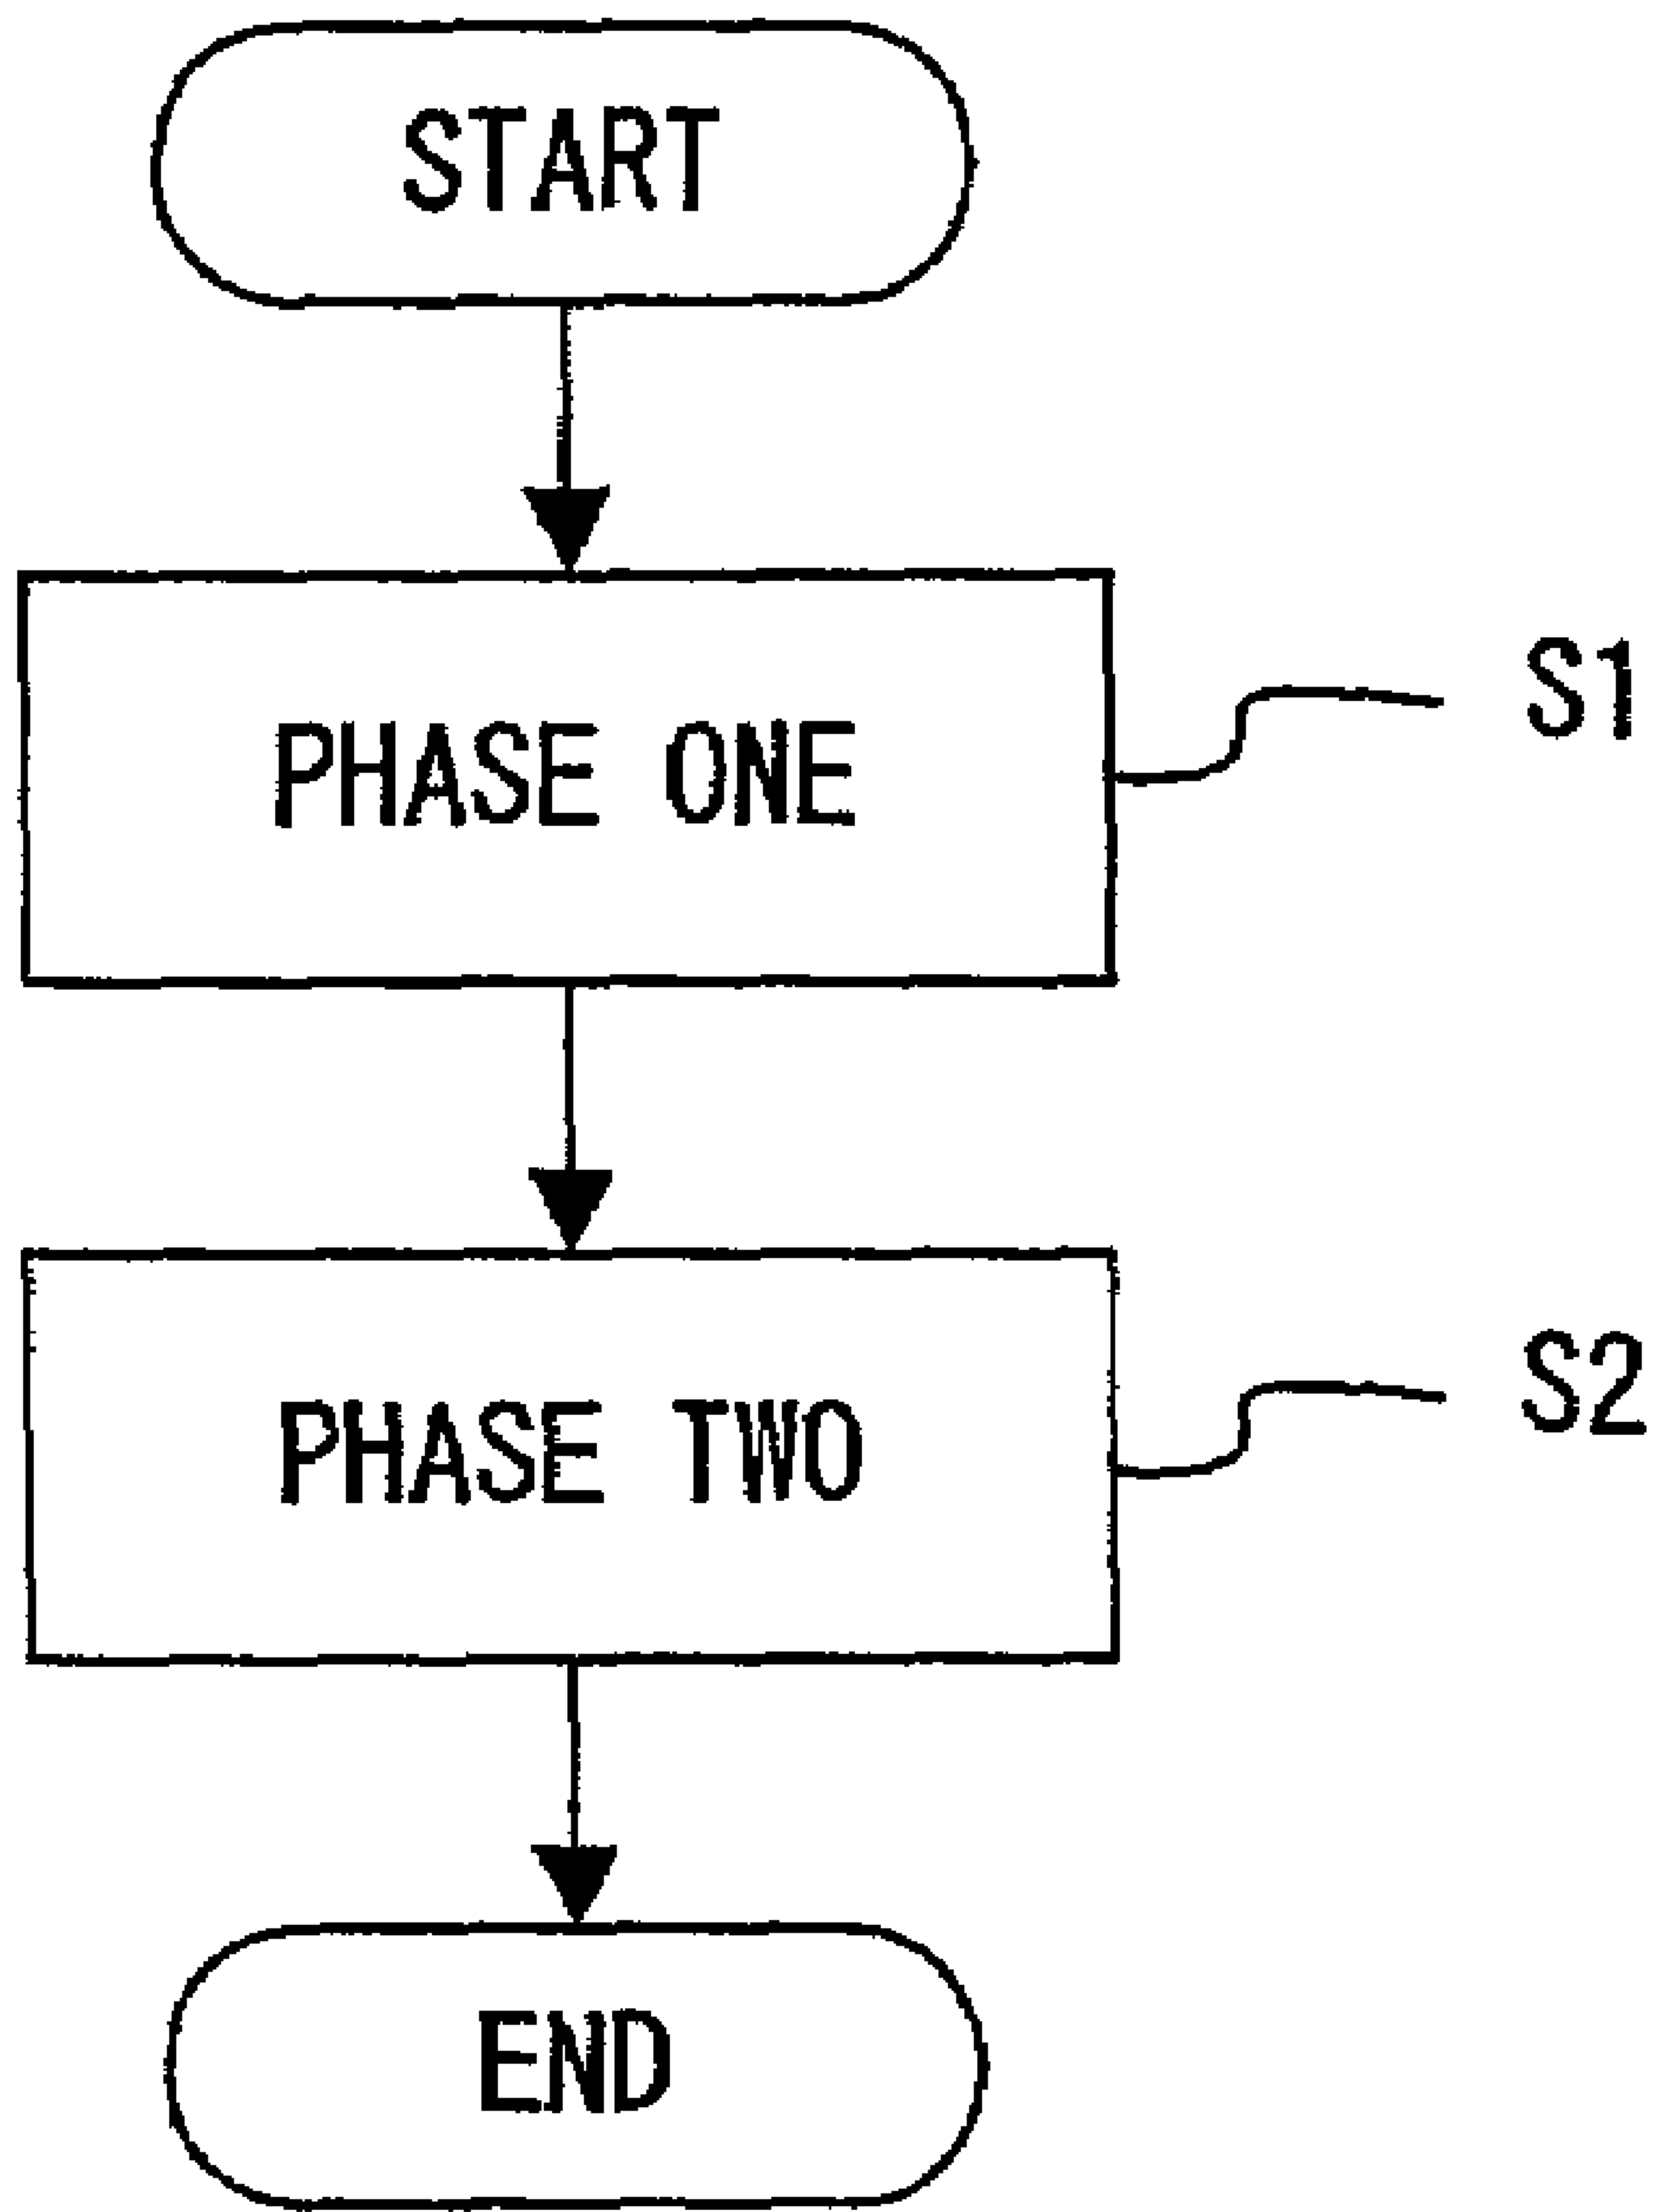 START
PHASE ONE
S1
PHASE TWO
S2
END